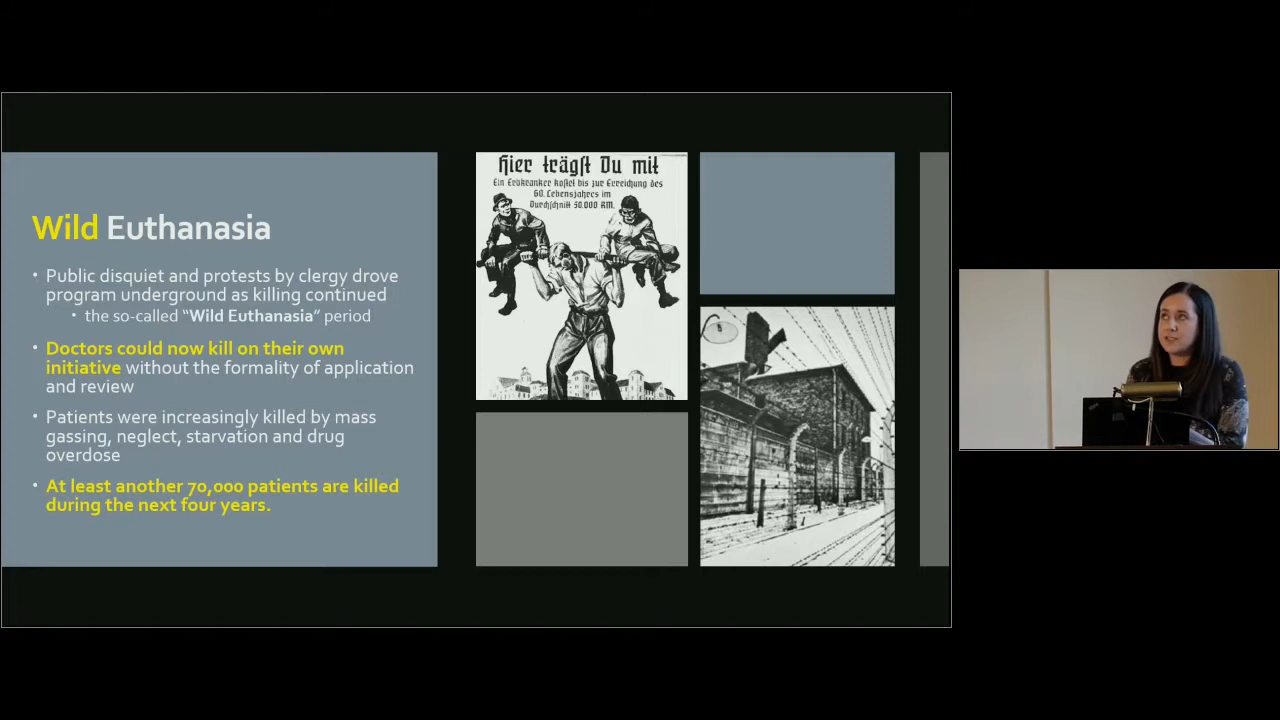 Wild Euthanasia
• Public disquiet and protests by clergy drove
program underground as killing continued
• the so-called “Wild Euthanasia” period
• Doctors could now kill on their own
initiative without the formality of application
and review
• Patients were increasingly killed by mass
gassing, neglect, starvation and drug
overdose
• At least another 70,000 patients are killed
during the next four years.
Hier trägst Du mit
Ein Erbkranker kostet bis zur Erreichung des
60. Lebensjahres im
Durchschnitt 50.000 RM.